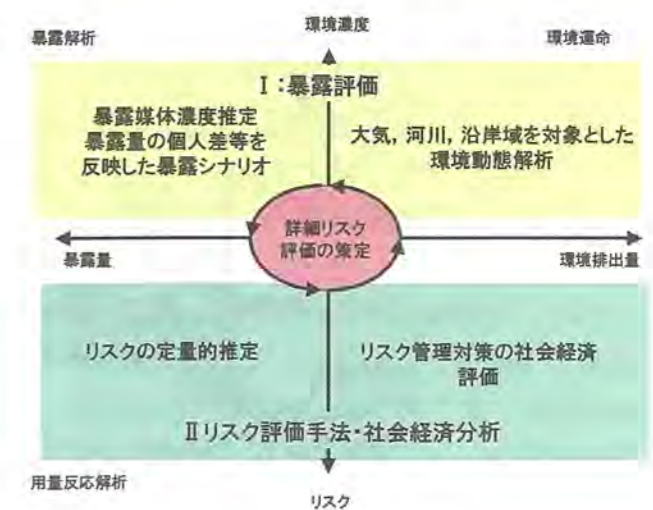 環境濃度
暴露解析
環境運命
Ⅰ：暴露評価
暴露媒体濃度推定
暴露量の個人差等を
反映した暴露シナリオ
大気，河川，沿岸域を対象とした
環境動態解析
詳細リスク
評価の策定
暴露量
環境排出量
リスクの定量的推定
リスク管理対策の社会経済
評価
Ⅱリスク評価手法・社会経済分析
用量反応解析
リスク